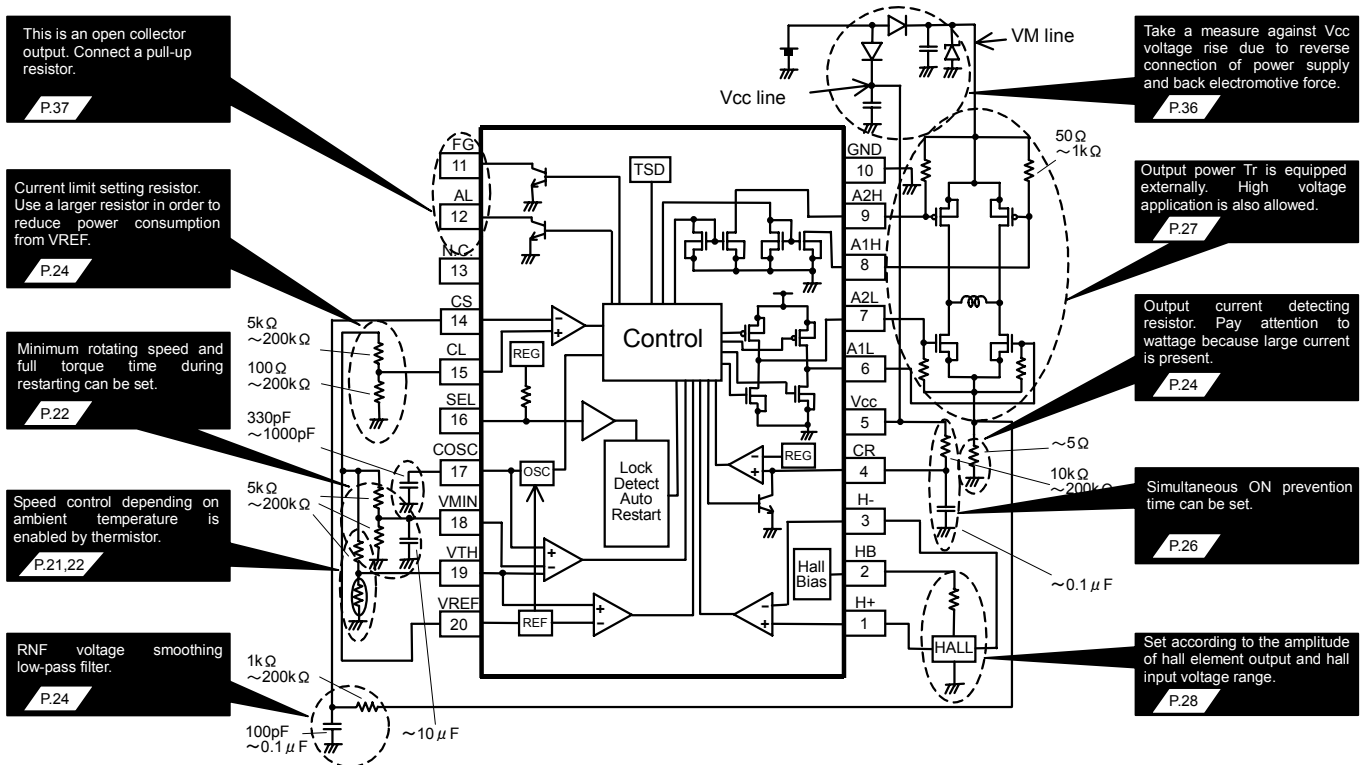 This is an open collector
output. Connect a pull-up
resistor.
P.37
Current limit setting resistor.
Use a larger resistor in order to
reduce power consumption
from VREF.
P.24
Minimum rotating speed and
full torque time during
restarting can be set.
P.22
Speed control depending on
ambient temperature is
enabled by thermistor.
P.21,22
RNF voltage smoothing
low-pass filter.
P.24
5kΩ
~200kΩ
100Ω
~200kΩ
330pF
~1000pF
5kΩ
~200kΩ
1kΩ
~200kΩ
100pF
~0.1μF
~10μF
FG
11
AL
12
N.C.
13
CS
14
CL
15
SEL
16
COSC
17
VMIN
18
VTH
19
VREF
20
TSD
Control
REG
OSC
Lock
Detect
Auto
Restart
REF
REG
Hall
Bias
GND
10
A2H
9
A1H
8
A2L
7
A1L
6
Vcc
5
CR
4
H-
3
HB
2
H+
1
HALL
Vcc line
VM line
50Ω
~1kΩ
~5Ω
10kΩ
~200kΩ
~0.1μF
Take a measure against Vcc
voltage rise due to reverse
connection of power supply
and back electromotive force.
P.36
Output power Tr is equipped
externally. High voltage
application is also allowed.
P.27
Output current detecting
resistor. Pay attention to
wattage because large current
is present.
P.24
Simultaneous ON prevention
time can be set.
P.26
Set according to the amplitude
of hall element output and hall
input voltage range.
P.28